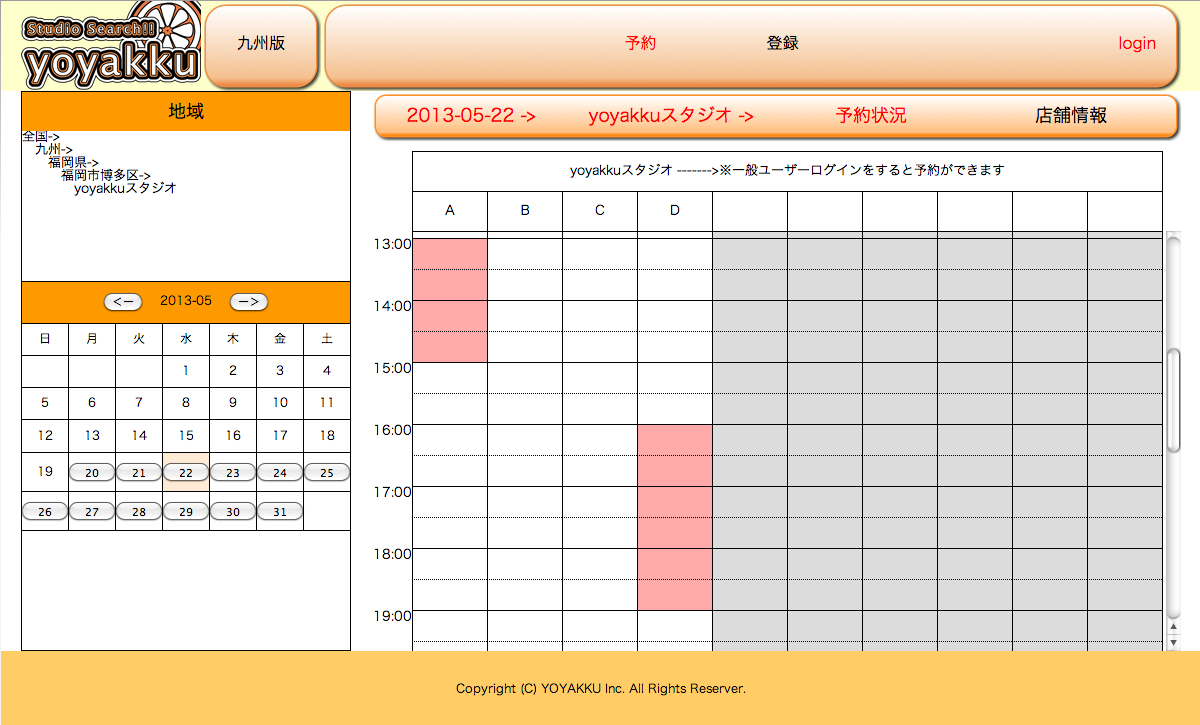 Studio Search!!
yoyakku
九州版
予約 登録 login
地域
全国->
九州->
福岡県->
福岡市博多区->
yoyakkuスタジオ
<- 2013-05 ->
日 月 火 水 木 金 土
1 2 3 4
5 6 7 8 9 10 11
12 13 14 15 16 17 18
19 20 21 22 23 24 25
26 27 28 29 30 31
2013-05-22 -> yoyakkuスタジオ -> 予約状況 店舗情報
yoyakkuスタジオ ------->※一般ユーザーログインをすると予約ができます
A B C D
13:00
14:00
15:00
16:00
17:00
18:00
19:00
Copyright (C) YOYAKKU Inc. All Rights Reserver.